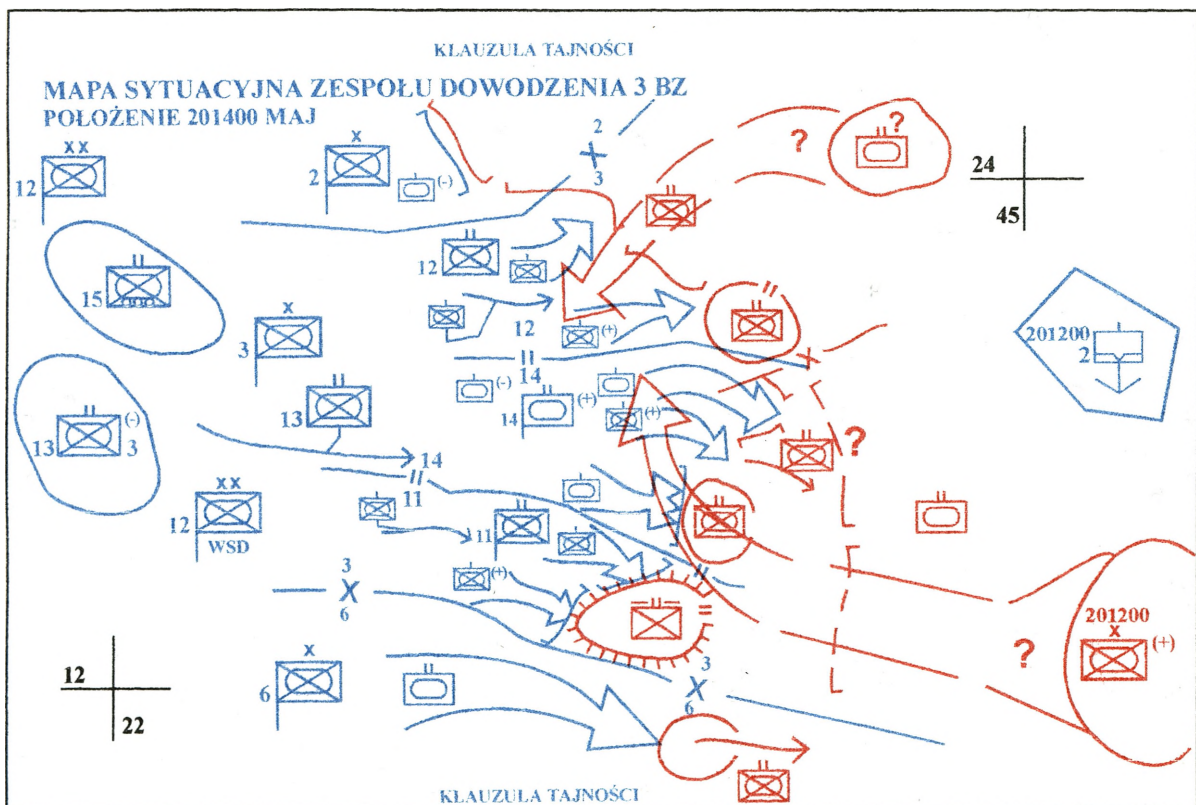 KLAUZULA TAJNOŚCI
MAPA SYTUACYJNA ZESPOŁU DOWODZENIA 3 BZ
POŁOŻENIE 201400 MAJ
2
X
3
X X
12
X
2
(-)
?
?
24
45
12
15
12
(+)
201200
2
X
3
14
(-)
(+)
14
(+)
13
(-)
13
3
14
11
?
X X
12
WSD
11
(+)
3
X
6
201200
X
(+)
?
3
X
6
12
22
X
6
KLAUZULA TAJNOŚCI